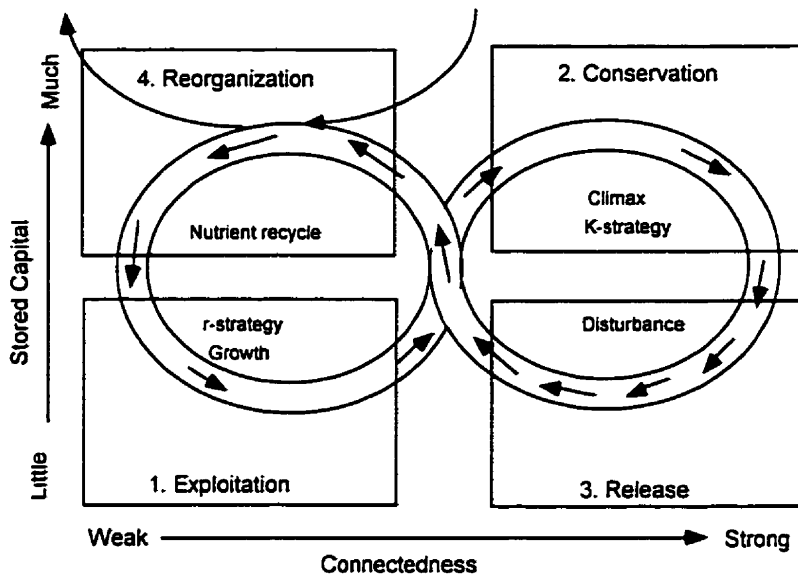 4. Reorganization
2. Conservation
Much
Nutrient recycle
Climax
K-strategy
Stored Capital
r-strategy
Growth
Disturbance
Little
1. Exploitation
3. Release
Weak
Strong
Connectedness